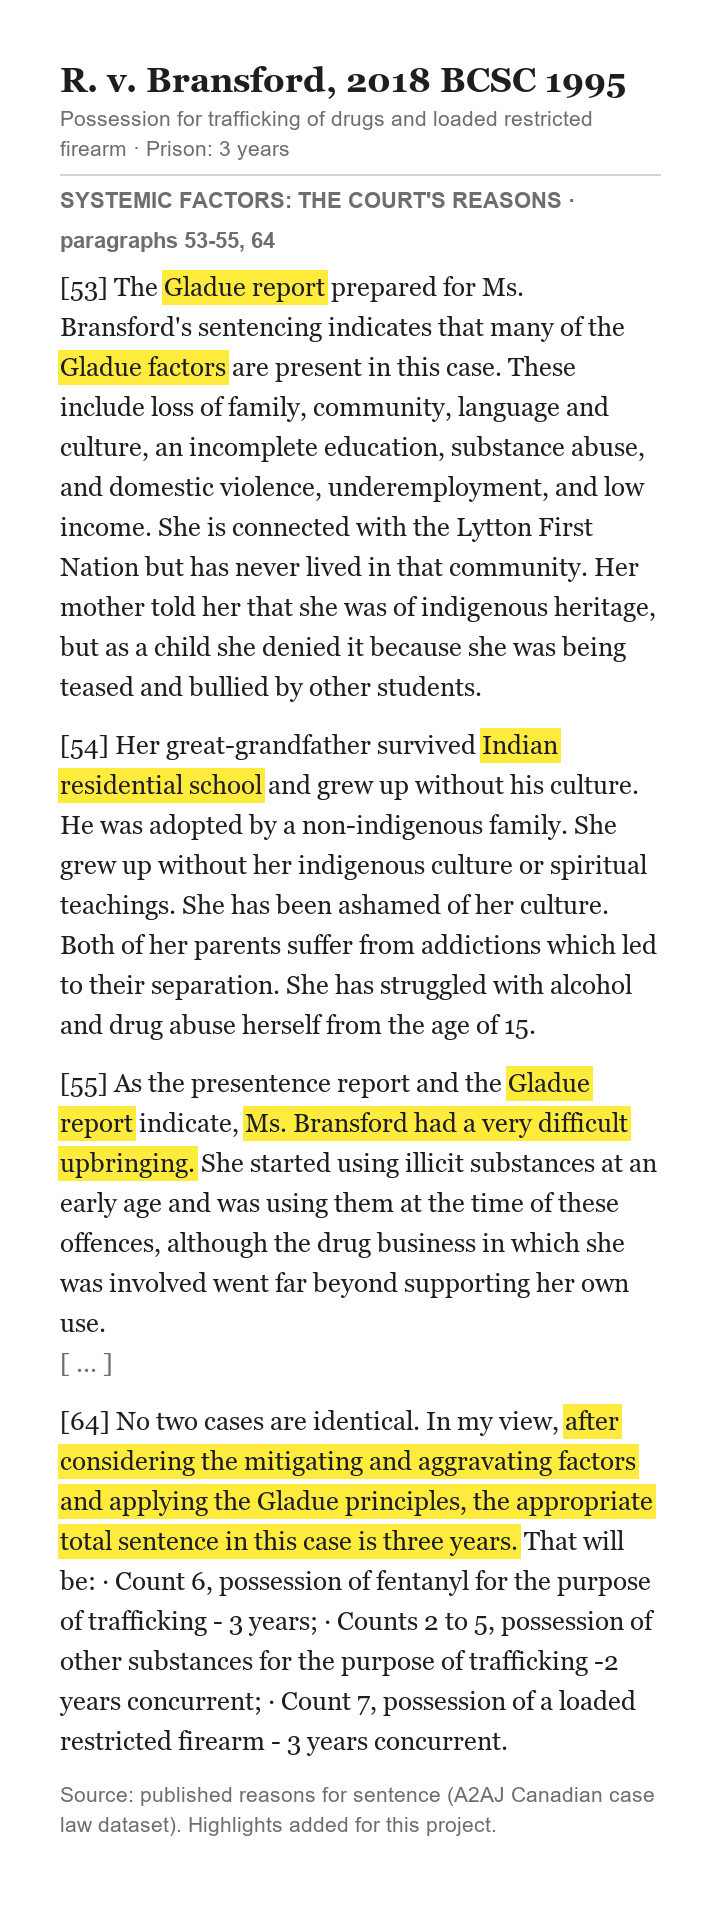 R. v. Bransford, 2018 BCSC 1995
Possession for trafficking of drugs and loaded restricted
firearm · Prison: 3 years
SYSTEMIC FACTORS: THE COURT'S REASONS ·
paragraphs 53-55, 64
[53] The Gladue report prepared for Ms.
Bransford's sentencing indicates that many of the
Gladue factors are present in this case. These
include loss of family, community, language and
culture, an incomplete education, substance abuse,
and domestic violence, underemployment, and low
income. She is connected with the Lytton First
Nation but has never lived in that community. Her
mother told her that she was of indigenous heritage,
but as a child she denied it because she was being
teased and bullied by other students.
[54] Her great-grandfather survived Indian
residential school and grew up without his culture.
He was adopted by a non-indigenous family. She
grew up without her indigenous culture or spiritual
teachings. She has been ashamed of her culture.
Both of her parents suffer from addictions which led
to their separation. She has struggled with alcohol
and drug abuse herself from the age of 15.
[55] As the presentence report and the Gladue
report indicate, Ms. Bransford had a very difficult
upbringing. She started using illicit substances at an
early age and was using them at the time of these
offences, although the drug business in which she
was involved went far beyond supporting her own
use.
[ ... ]
[64] No two cases are identical. In my view, after
considering the mitigating and aggravating factors
and applying the Gladue principles, the appropriate
total sentence in this case is three years. That will
be: · Count 6, possession of fentanyl for the purpose
of trafficking - 3 years; · Counts 2 to 5, possession of
other substances for the purpose of trafficking -2
years concurrent; · Count 7, possession of a loaded
restricted firearm - 3 years concurrent.
Source: published reasons for sentence (A2AJ Canadian case
law dataset). Highlights added for this project.